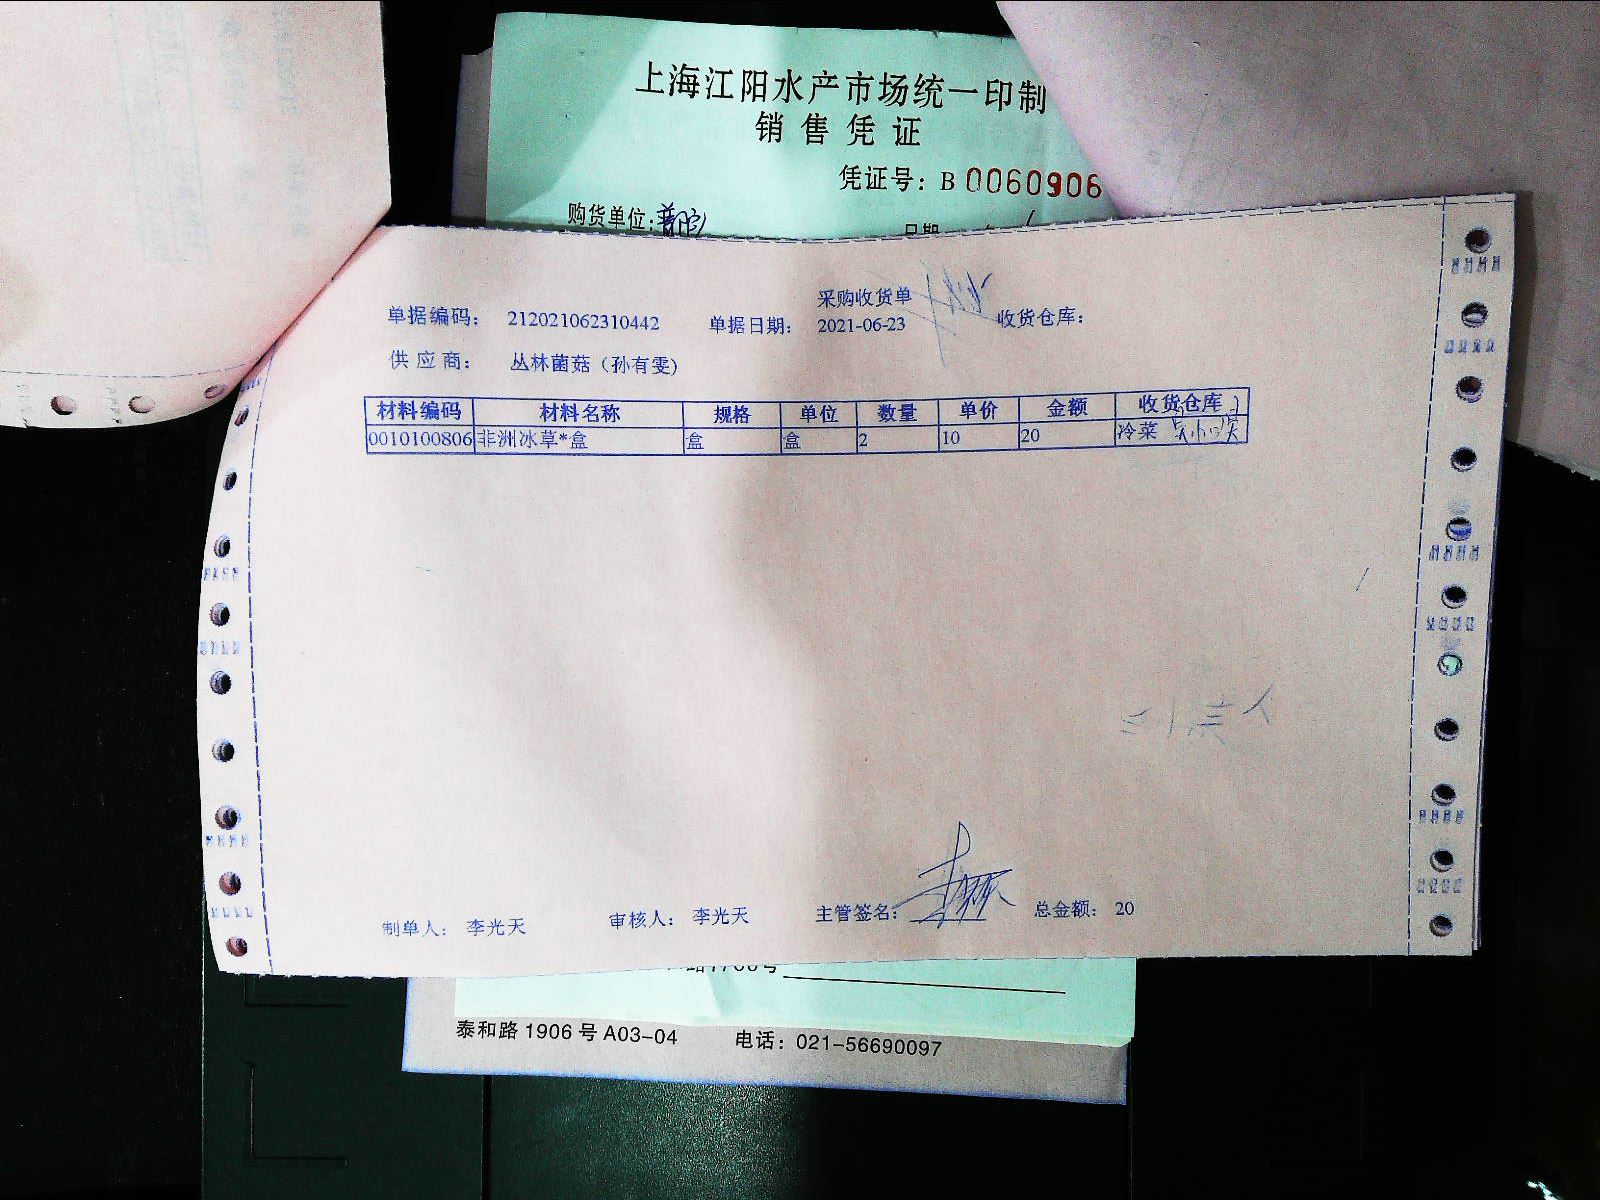 上海江阳水产市场统一印制
销售凭证
凭证号：B 0060906
购货单位：普陀
采购收货单
单据编码： 212021062310442 单据日期： 2021-06-23 收货仓库：
供应商： 丛林菌菇（孙有雯）
材料编码 材料名称 规格 单位 数量 单价 金额 收货仓库
0010100806 非洲冰草*盒 盒 盒 2 10 20 冷菜
制单人： 李光天 审核人： 李光天 主管签名： 总金额： 20
泰和路 1906 号 A03-04 电话：021-56690097